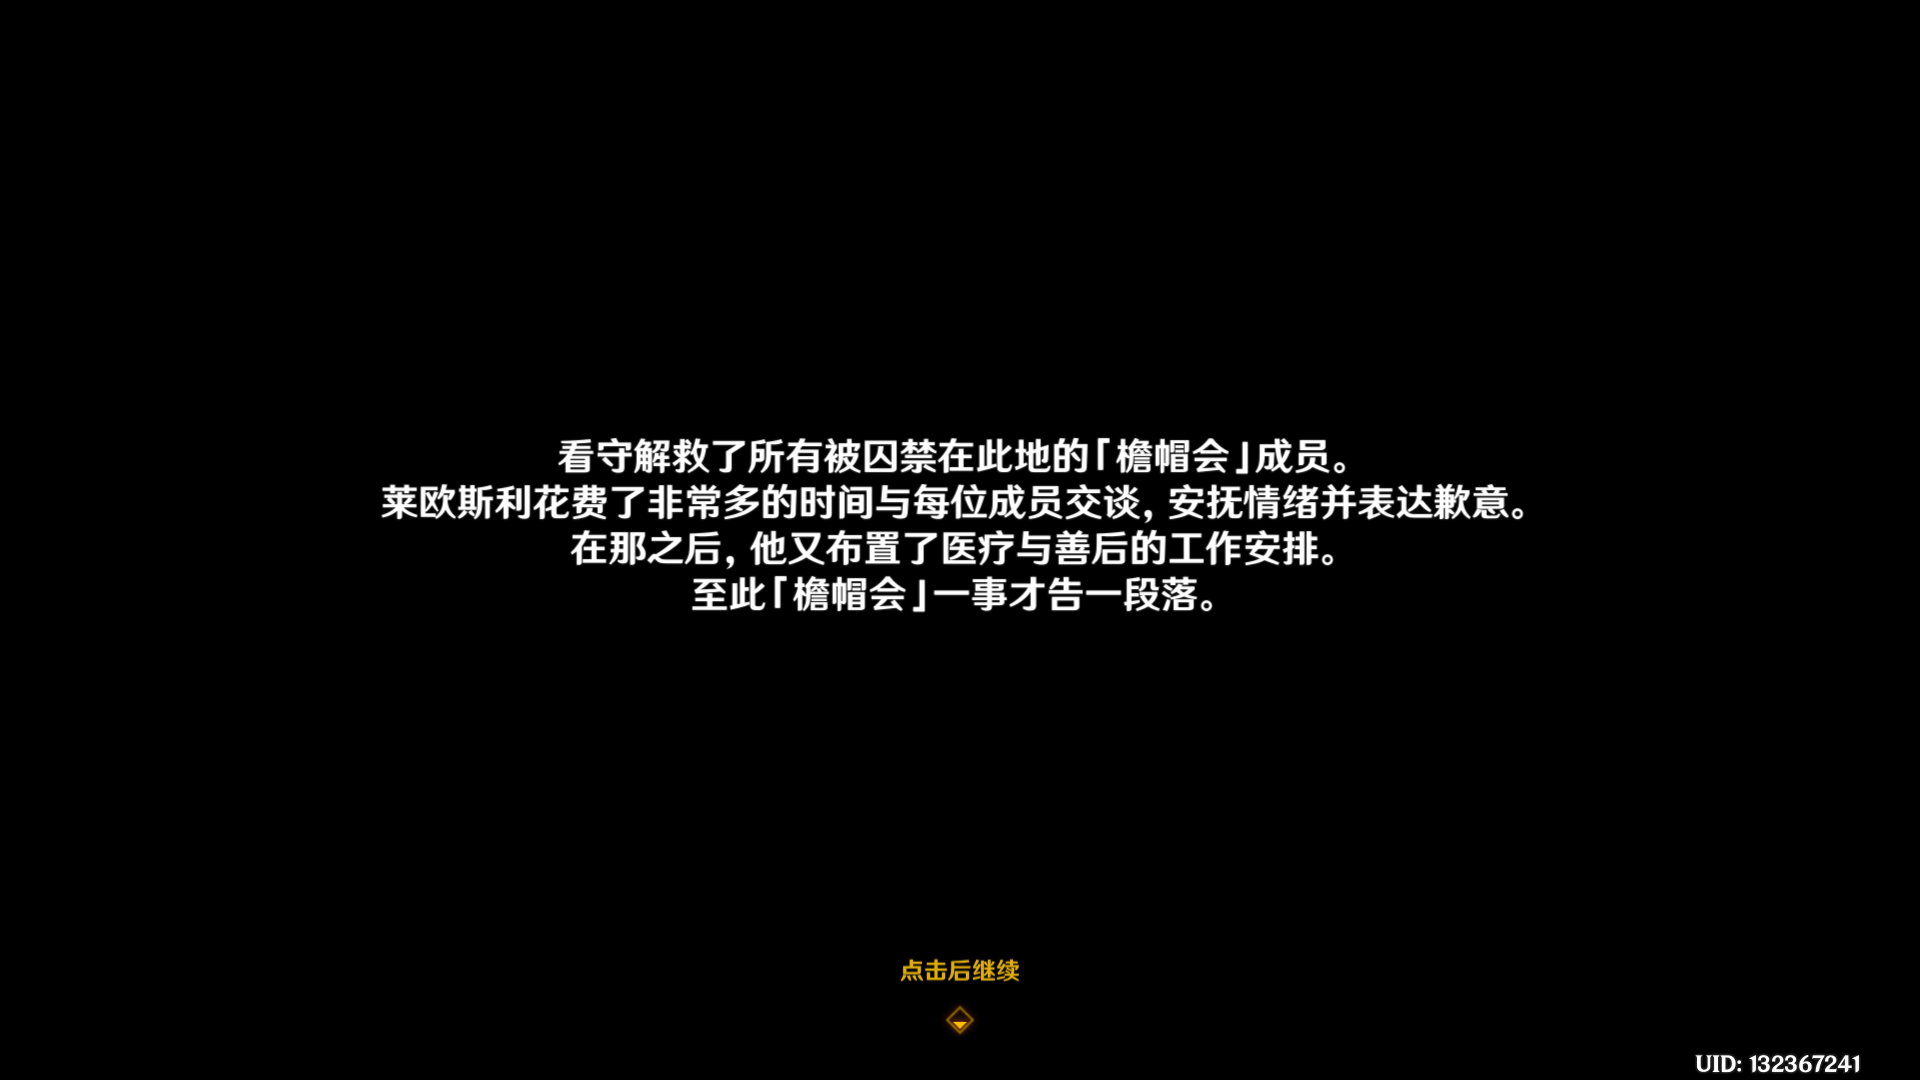 看守解救了所有被囚禁在此地的「檐帽会」成员。
莱欧斯利花费了非常多的时间与每位成员交谈,安抚情绪并表达歉意。
在那之后,他又布置了医疗与善后的工作安排。
至此「檐帽会」一事才告一段落。
点击后继续
UID: 132367241